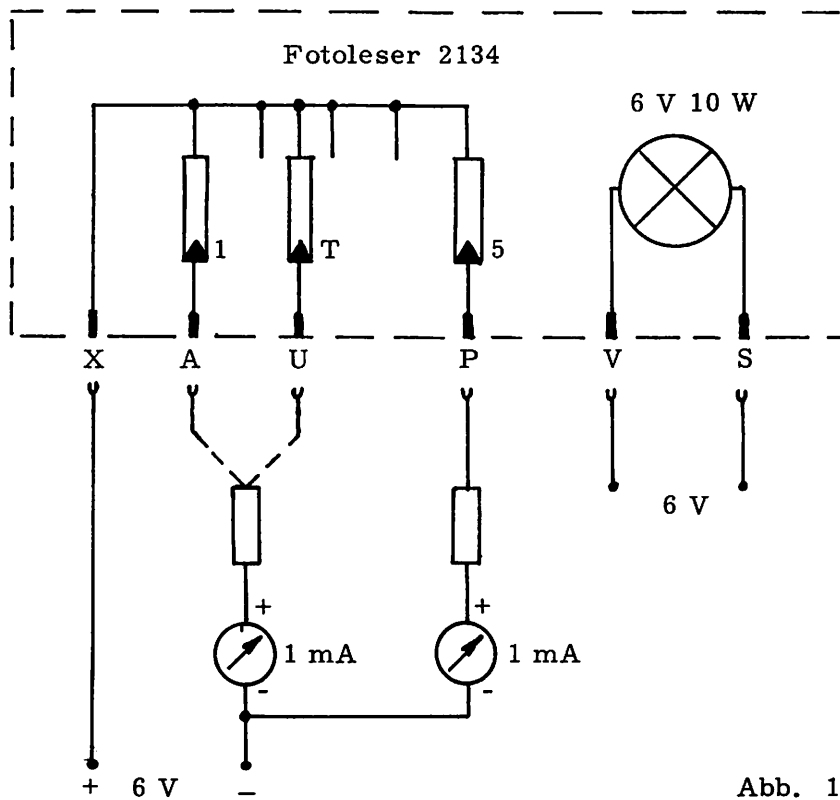 Fotoleser 2134
6 V 10 W
1 T 5
X A U P V S
6 V
+ +
1 mA 1 mA
- -
+ 6 V -
Abb. 1